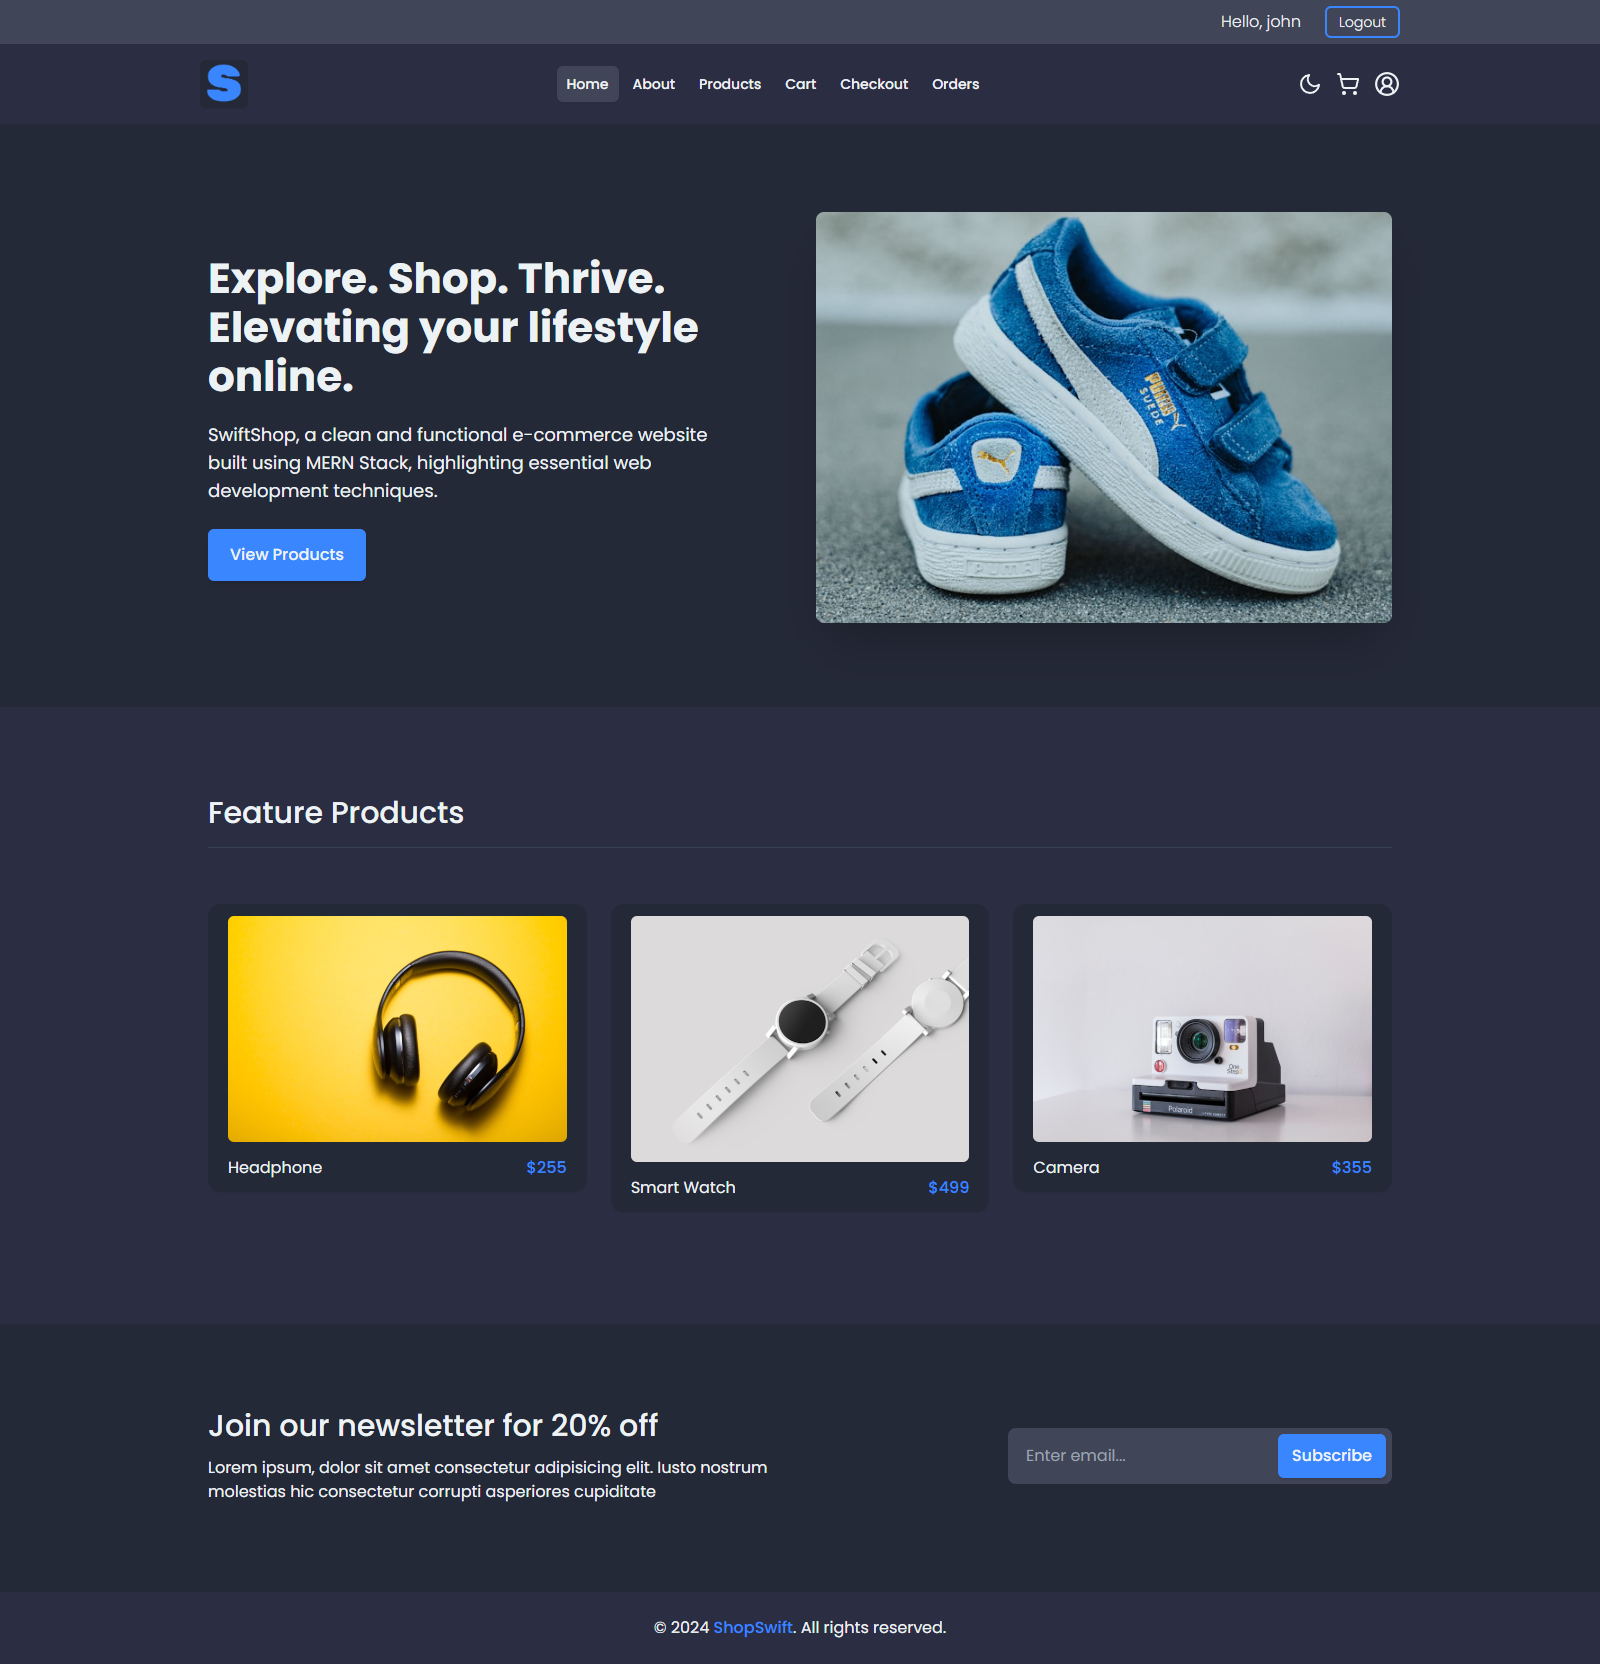 Hello, john
Logout
S
Home
About
Products
Cart
Checkout
Orders
Explore. Shop. Thrive.
Elevating your lifestyle
online.
SwiftShop, a clean and functional e-commerce website
built using MERN Stack, highlighting essential web
development techniques.
View Products
PUMA
SUEDE
PUMA
Feature Products
Polaroid
Headphone
$255
Smart Watch
$499
Camera
$355
Join our newsletter for 20% off
Lorem ipsum, dolor sit amet consectetur adipisicing elit. Iusto nostrum
molestias hic consectetur corrupti asperiores cupiditate
Enter email...
Subscribe
© 2024 ShopSwift. All rights reserved.